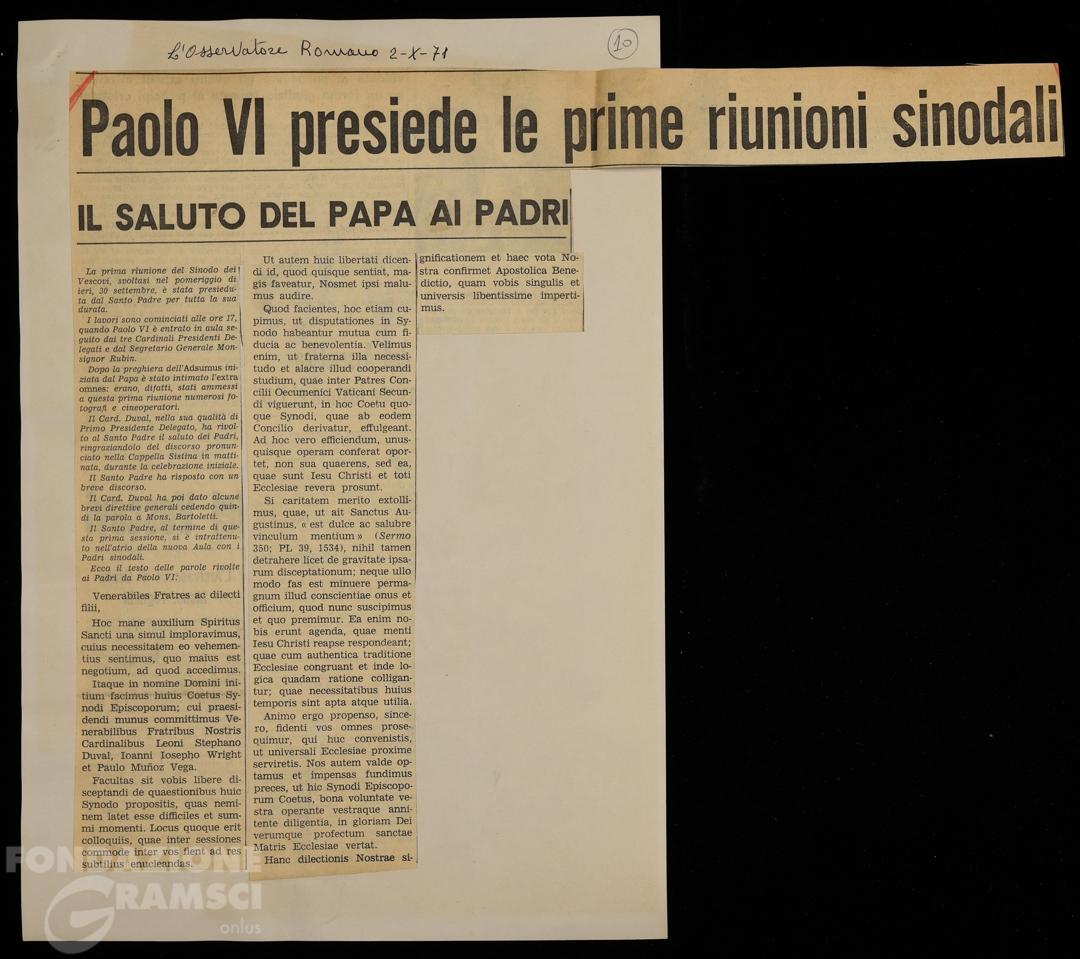 L'Osservatore Romano 2-X-71
10
Paolo VI presiede le prime riunioni sinodali
IL SALUTO DEL PAPA AI PADRI
La prima riunione del Sinodo dei
Vescovi, svoltasi nel pomeriggio di
ieri, 30 settembre, è stata presiedu-
ta dal Santo Padre per tutta la sua
durata.
I lavori sono cominciati alle ore 17,
quando Paolo VI è entrato in aula se-
guito dai tre Cardinali Presidenti De-
legati e dal Segretario Generale Mon-
signor Rubin.
Dopo la preghiera dell'Adsumus ini-
ziata dal Papa è stato intimato l'extra
omnes: erano, difatti, stati ammessi
a questa prima riunione numerosi fo-
tografi e cineoperatori.
Il Card. Duval, nella sua qualità di
Primo Presidente Delegato, ha rivol-
to al Santo Padre il saluto dei Padri,
ringraziandolo del discorso pronun-
ciato nella Cappella Sistina in matti-
nata, durante la celebrazione iniziale.
Il Santo Padre ha risposto con un
breve discorso.
Il Card. Duval ha poi dato alcune
brevi direttive generali cedendo quin-
di la parola a Mons. Bartoletti.
Il Santo Padre, al termine di que-
sta prima sessione, si è intrattenu-
to nell'atrio della nuova Aula con i
Padri sinodali.
Ecco il testo delle parole rivolte
ai Padri da Paolo VI:
Venerabiles Fratres ac dilecti
filii,
Hoc mane auxilium Spiritus
Sancti una simul imploravimus,
cuius necessitatem eo vehemen-
tius sentimus, quo maius est
negotium, ad quod accedimus.
Itaque in nomine Domini ini-
tium facimus huius Coetus Sy-
nodi Episcoporum; cui praesi-
dendi munus committimus Ve-
nerabilibus Fratribus Nostris
Cardinalibus Leoni Stephano
Duval, Ioanni Iosepho Wright
et Paulo Muñoz Vega.
Facultas sit vobis libere di-
sceptandi de quaestionibus huic
Synodo propositis, quas nemi-
nem latet esse difficiles et sum-
mi momenti. Locus quoque erit
colloquiis, quae inter sessiones
commode inter vos fient ad res
subtilius enucleandas.
Ut autem huic libertati dicen-
di id, quod quisque sentiat, ma-
gis faveatur, Nosmet ipsi malu-
mus audire.
Quod facientes, hoc etiam cu-
pimus, ut disputationes in Sy-
nodo habeantur mutua cum fi-
ducia ac benevolentia. Velimus
enim, ut fraterna illa necessi-
tudo et alacre illud cooperandi
studium, quae inter Patres Con-
cilii Oecumenici Vaticani Secun-
di viguerunt, in hoc Coetu quo-
que Synodi, quae ab eodem
Concilio derivatur, effulgeant.
Ad hoc vero efficiendum, unus-
quisque operam conferat opor-
tet, non sua quaerens, sed ea,
quae sunt Iesu Christi et toti
Ecclesiae revera prosunt.
Si caritatem merito extolli-
mus, quae, ut ait Sanctus Au-
gustinus, « est dulce ac salubre
vinculum mentium » (Sermo
350; PL 39, 1534), nihil tamen
detrahere licet de gravitate ipsa-
rum disceptationum; neque ullo
modo fas est minuere perma-
gnum illud conscientiae onus et
officium, quod nunc suscipimus
et quo premimur. Ea enim no-
bis erunt agenda, quae menti
Iesu Christi reapse respondeant;
quae cum authentica traditione
Ecclesiae congruant et inde lo-
gica quadam ratione colligan-
tur; quae necessitatibus huius
temporis sint apta atque utilia.
Animo ergo propenso, since-
ro, fidenti vos omnes prose-
quimur, qui huc convenistis,
ut universali Ecclesiae proxime
serviretis. Nos autem valde op-
tamus et impensas fundimus
preces, ut hic Synodi Episcopo-
rum Coetus, bona voluntate ve-
stra operante vestraque anni-
tente diligentia, in gloriam Dei
verumque profectum sanctae
Matris Ecclesiae vertat.
Hanc dilectionis Nostrae si-
gnificationem et haec vota No-
stra confirmet Apostolica Bene-
dictio, quam vobis singulis et
universis libentissime imperti-
mus.
FONDAZIONE
GRAMSCI
onlus